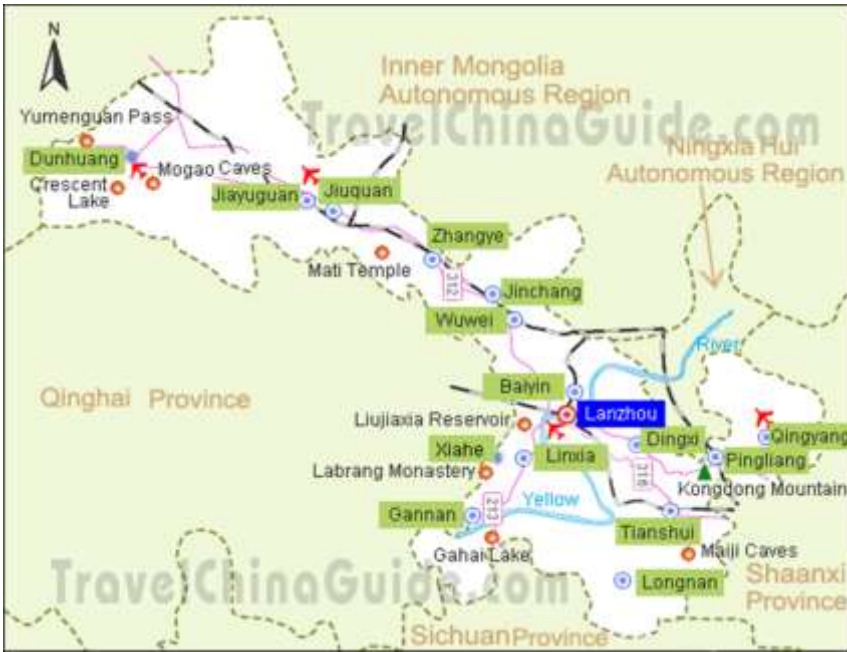 N
Inner Mongolia
Autonomous Region
TravelChinaGuide.com
Yumenguan Pass
Ningxia Hui
Autonomous Region
Dunhuang
Mogao Caves
Crescent
Lake
Jiayuguan
Jiuquan
Zhangye
Mati Temple
312
Jinchang
Wuwei
River
Qinghai Province
Baiyin
Lanzhou
Liujiaxia Reservoir
Dingxi
Qingyang
Xiahe
Linxia
Pingliang
Labrang Monastery
316
Kongdong Mountain
Yellow
Gannan
213
Tianshui
Gahai Lake
Maiji Caves
TravelChinaGuide.com
Longnan
Shaanxi
Province
Sichuan Province